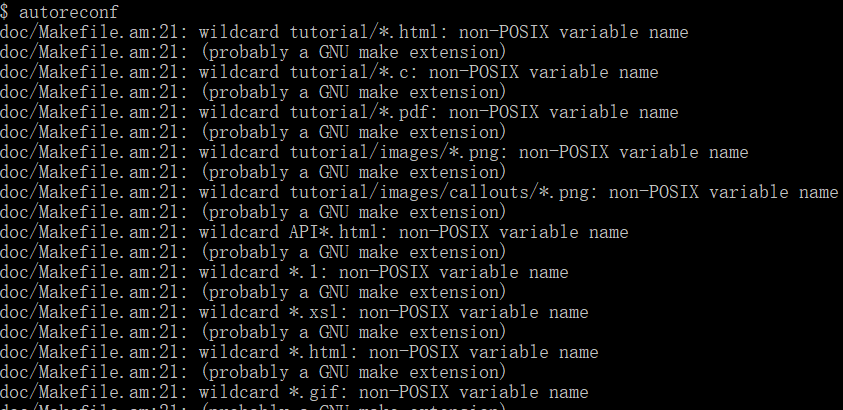 $ autoreconf
doc/Makefile.am:21: wildcard tutorial/*.html: non-POSIX variable name
doc/Makefile.am:21: (probably a GNU make extension)
doc/Makefile.am:21: wildcard tutorial/*.c: non-POSIX variable name
doc/Makefile.am:21: (probably a GNU make extension)
doc/Makefile.am:21: wildcard tutorial/*.pdf: non-POSIX variable name
doc/Makefile.am:21: (probably a GNU make extension)
doc/Makefile.am:21: wildcard tutorial/images/*.png: non-POSIX variable name
doc/Makefile.am:21: (probably a GNU make extension)
doc/Makefile.am:21: wildcard tutorial/images/callouts/*.png: non-POSIX variable name
doc/Makefile.am:21: (probably a GNU make extension)
doc/Makefile.am:21: wildcard API*.html: non-POSIX variable name
doc/Makefile.am:21: (probably a GNU make extension)
doc/Makefile.am:21: wildcard *.1: non-POSIX variable name
doc/Makefile.am:21: (probably a GNU make extension)
doc/Makefile.am:21: wildcard *.xsl: non-POSIX variable name
doc/Makefile.am:21: (probably a GNU make extension)
doc/Makefile.am:21: wildcard *.html: non-POSIX variable name
doc/Makefile.am:21: (probably a GNU make extension)
doc/Makefile.am:21: wildcard *.gif: non-POSIX variable name
doc/Makefile.am:21: (probably a GNU make extension)